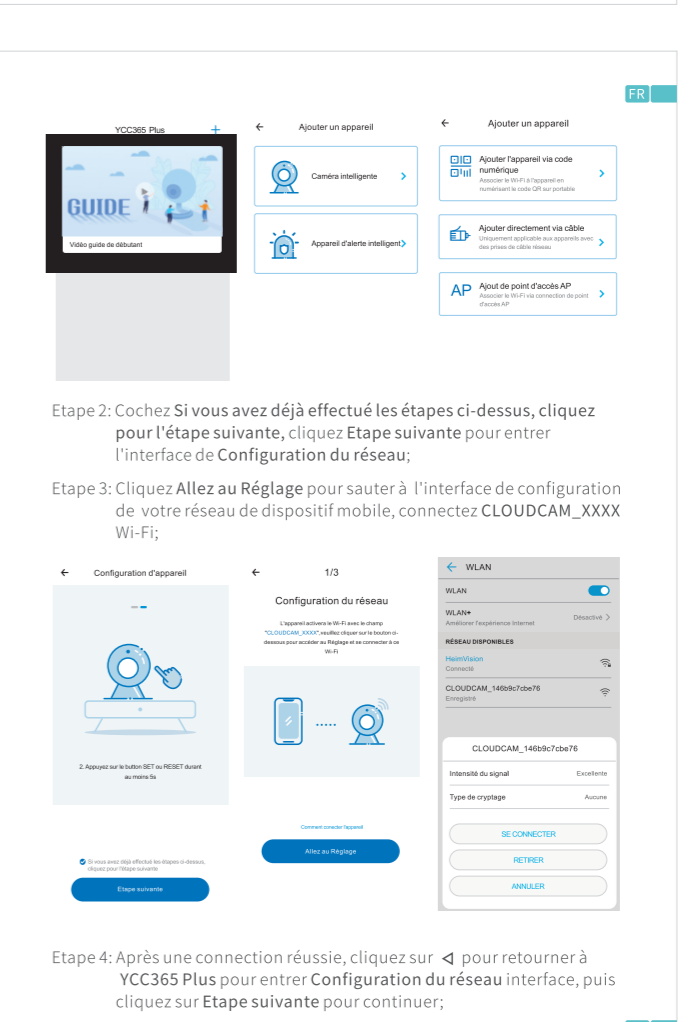 FR
YCC365 Plus +
GUIDE
Vidéo guide de débutant
Ajouter un appareil
Caméra intelligente
Appareil d'alerte intelligent
Ajouter un appareil
Ajouter l'appareil via code
numérique
Associer le Wi-Fi à l'appareil en
numérisant le code QR sur portable
Ajouter directement via câble
Uniquement applicable aux appareils avec
des prises de câble réseau
AP
Ajout de point d'accès AP
Associer le Wi-Fi via connection de point
d'accès AP
Etape 2: Cochez Si vous avez déjà effectué les étapes ci-dessus, cliquez
pour l'étape suivante, cliquez Etape suivante pour entrer
l'interface de Configuration du réseau;
Etape 3: Cliquez Allez au Réglage pour sauter à l'interface de configuration
de votre réseau de dispositif mobile, connectez CLOUDCAM_XXXX
Wi-Fi;
Configuration d'appareil
2. Appuyez sur le button SET ou RESET durant
au moins 5s
Si vous avez déjà effectus les étapes ci-dessus,
cliquez pour l'étape suivante
Etape suivante
1/3
Configuration du réseau
L'appareil activera le Wi-Fi avec le champ
"CLOUDCAM_XXXX",veuillez cliquer sur le bouton ci-
dessous pour accéder au Réglage et se connecter à ce
Wi-Fi
Comment conecter l'appareil
Allez au Réglage
WLAN
WLAN
WLAN+
Améliorer l'expérience Internet
Désactivé
RÉSEAU DISPONIBLES
HeimVision
Connecté
CLOUDCAM_146b9c7cbe76
Enregistré
CLOUDCAM_146b9c7cbe76
Intensité du signal Excellente
Type de cryptage Aucune
SE CONNECTER
RETIRER
ANNULER
Etape 4: Après une connection réussie, cliquez sur ◁ pour retourner à
YCC365 Plus pour entrer Configuration du réseau interface, puis
cliquez sur Etape suivante pour continuer;